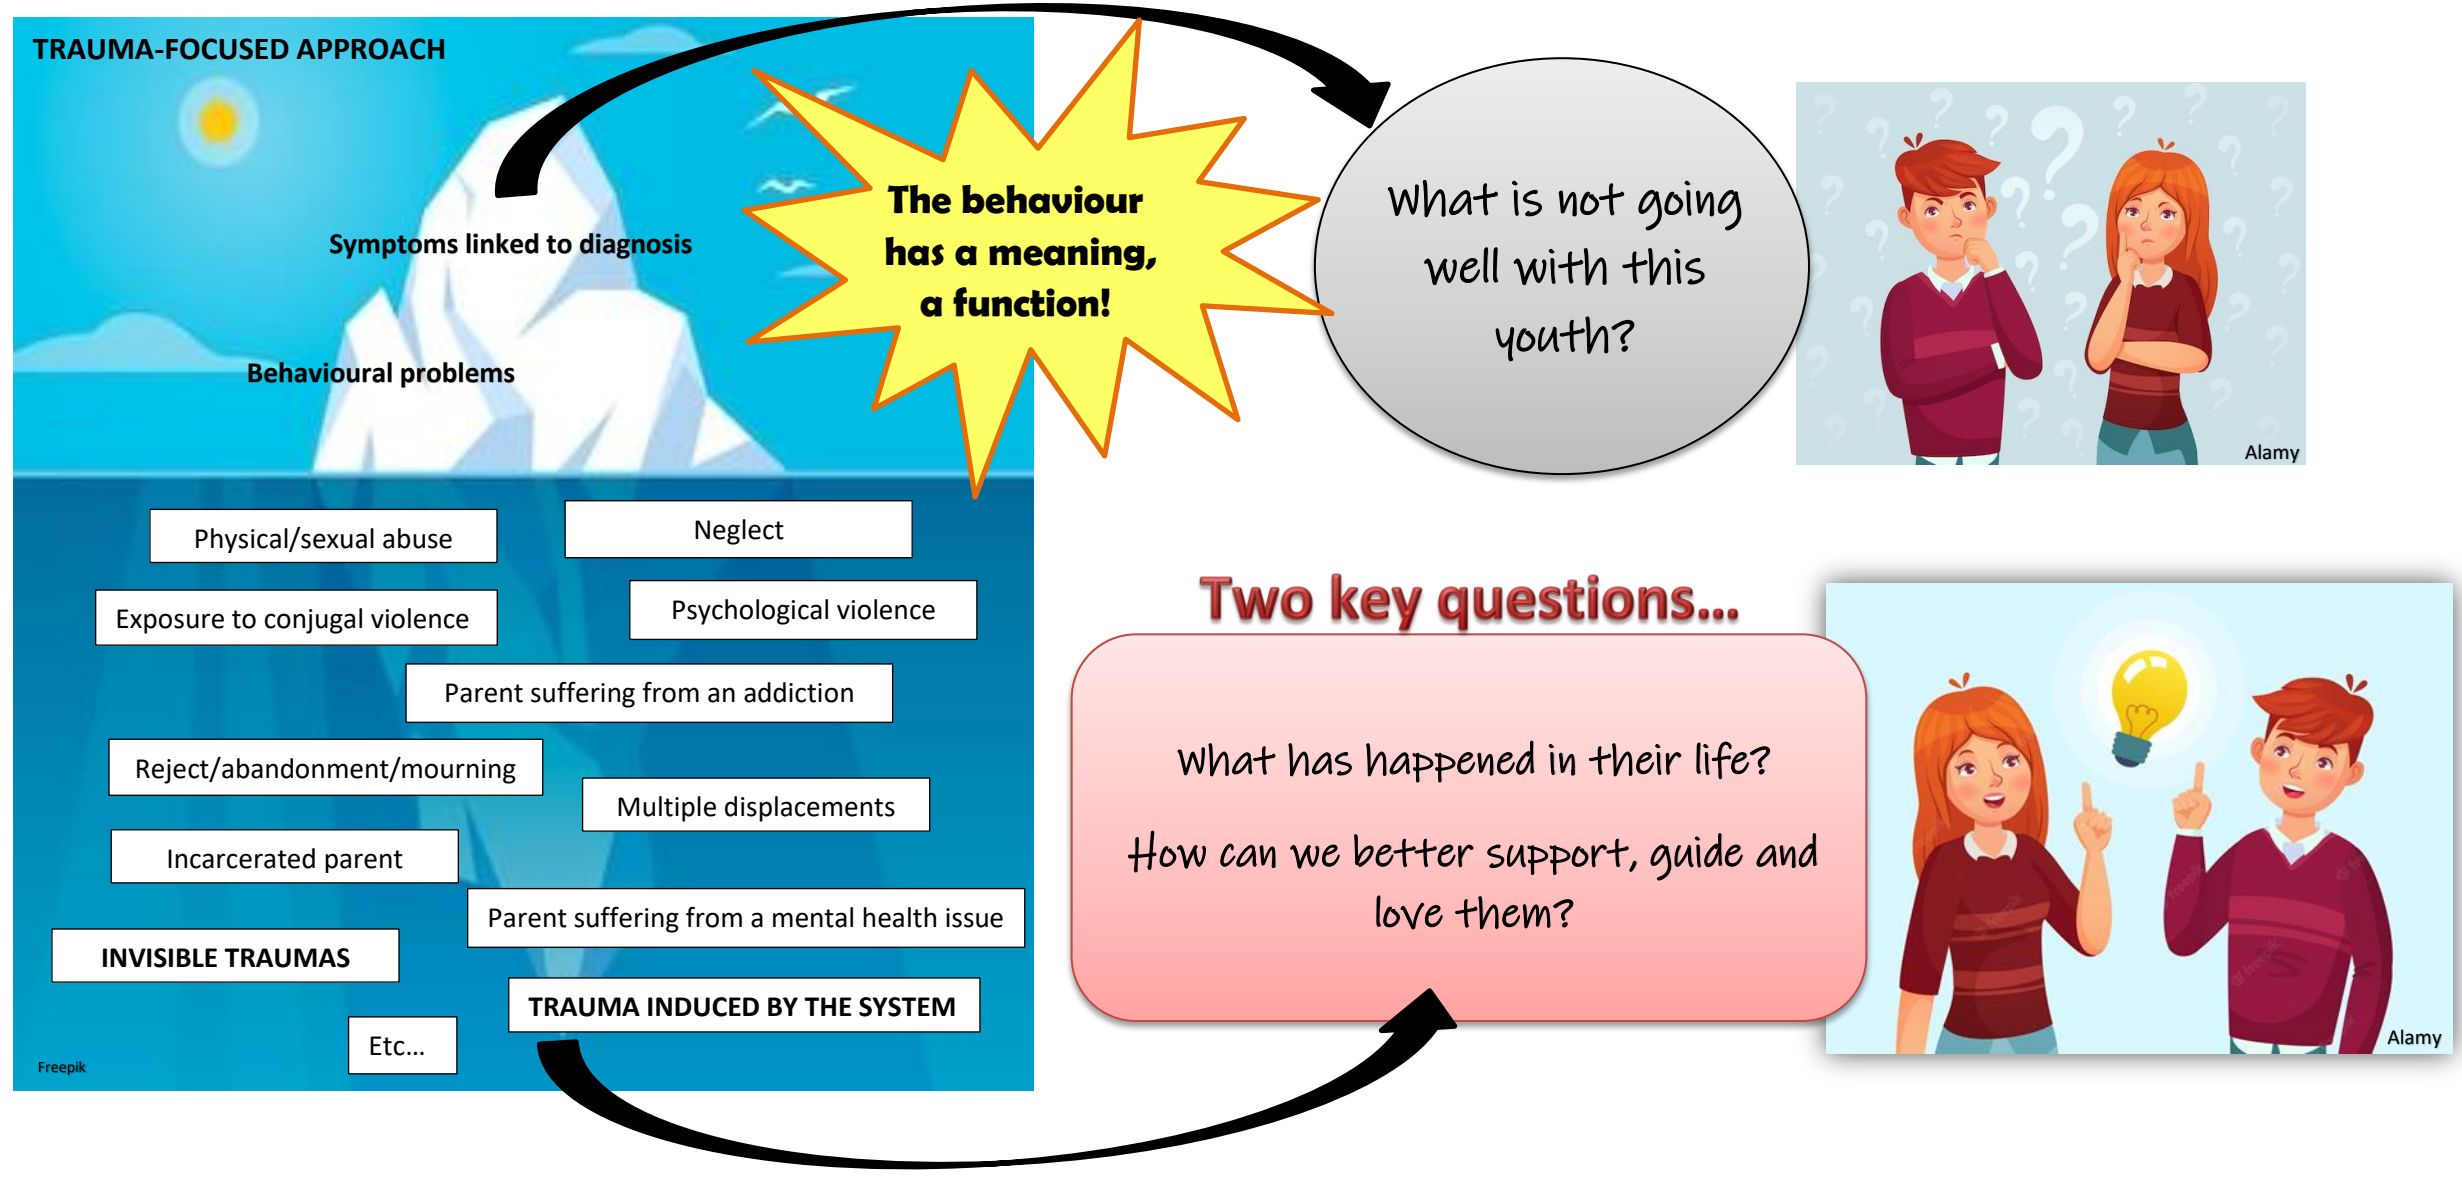 TRAUMA-FOCUSED APPROACH
Symptoms linked to diagnosis
Behavioural problems
The behaviour
has a meaning,
a function!
What is not going
well with this
youth?
Alamy
Physical/sexual abuse
Neglect
Exposure to conjugal violence
Psychological violence
Parent suffering from an addiction
Reject/abandonment/mourning
Multiple displacements
Incarcerated parent
Parent suffering from a mental health issue
INVISIBLE TRAUMAS
TRAUMA INDUCED BY THE SYSTEM
Etc...
Freepik
Two key questions...
What has happened in their life?
How can we better support, guide and
love them?
Alamy